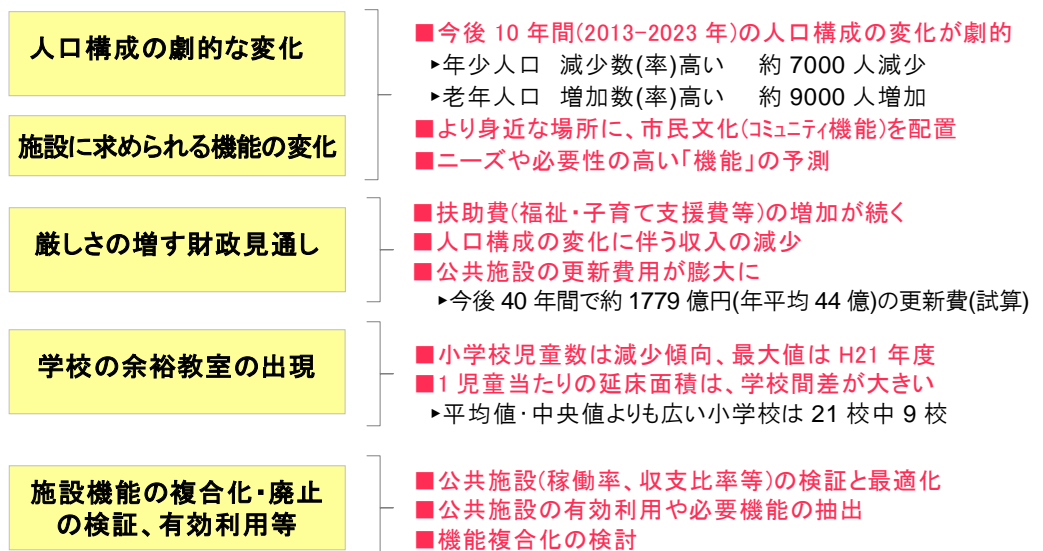 人口構成の劇的な変化
■今後 10 年間(2013-2023 年)の人口構成の変化が劇的
▶年少人口 減少数(率)高い 約 7000 人減少
▶老年人口 増加数(率)高い 約 9000 人増加
施設に求められる機能の変化
■より身近な場所に、市民文化(ｺﾐｭﾆﾃｨ機能)を配置
■ニーズや必要性の高い「機能」の予測
厳しさの増す財政見通し
■扶助費(福祉・子育て支援費等)の増加が続く
■人口構成の変化に伴う収入の減少
■公共施設の更新費用が膨大に
▶今後 40 年間で約 1779 億円(年平均 44 億)の更新費(試算)
学校の余裕教室の出現
■小学校児童数は減少傾向、最大値は H21 年度
■1 児童当たりの延床面積は、学校間差が大きい
▶平均値・中央値よりも広い小学校は 21 校中 9 校
施設機能の複合化・廃止
の検証、有効利用等
■公共施設(稼働率、収支比率等)の検証と最適化
■公共施設の有効利用や必要機能の抽出
■機能複合化の検討